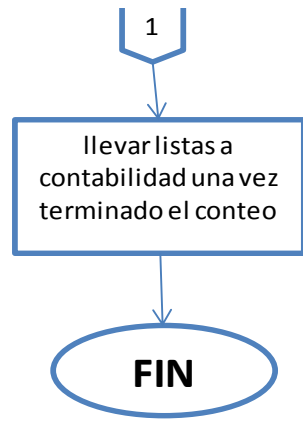 1
llevar listas a
contabilidad una vez
terminado el conteo
FIN